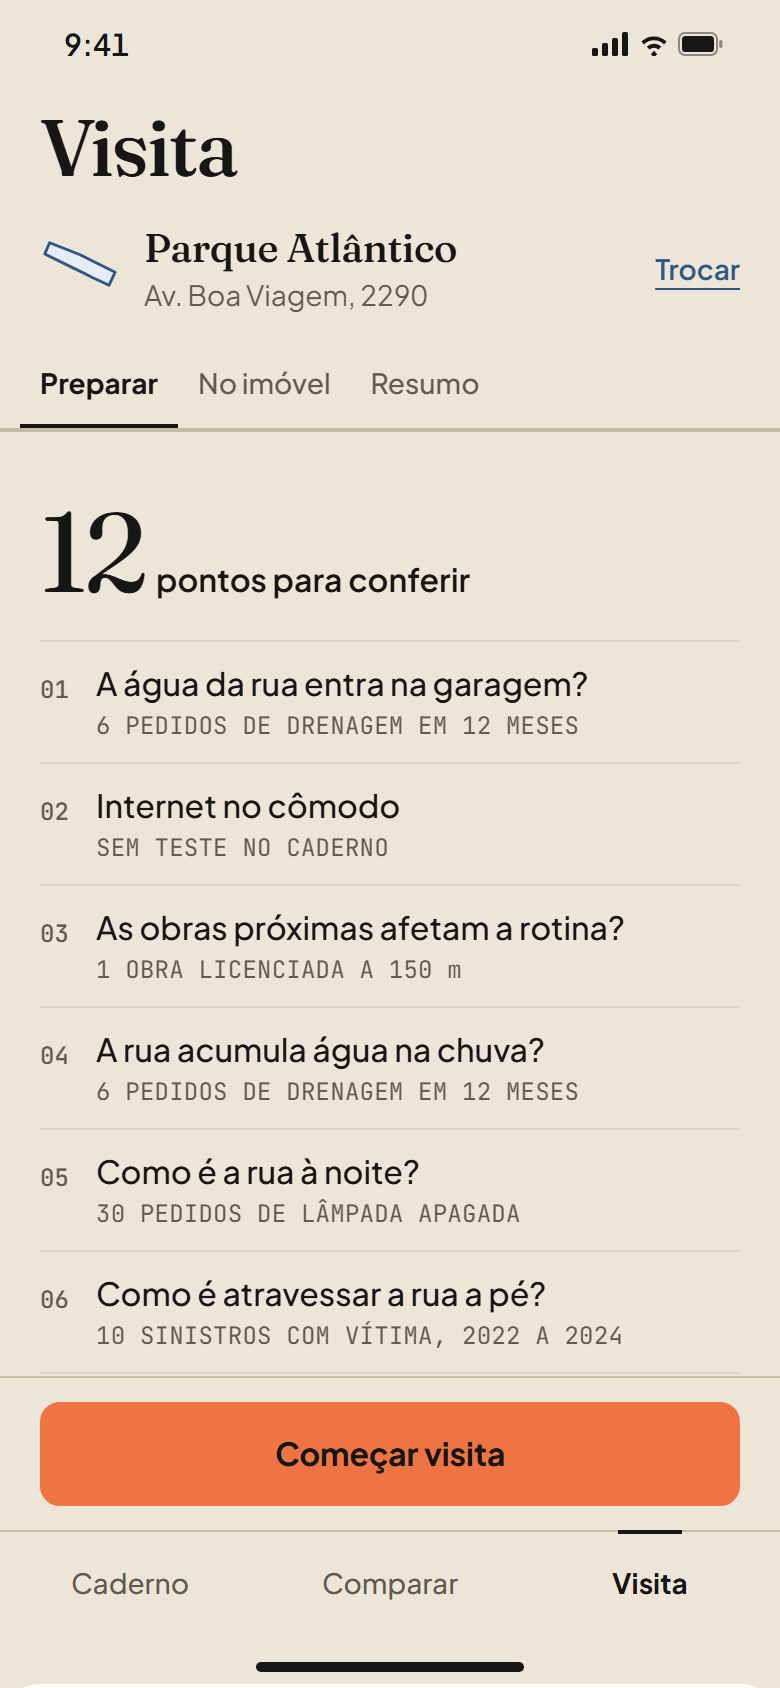 9:41
Visita
Parque Atlântico
Av. Boa Viagem, 2290
Trocar
Preparar
No imóvel
Resumo
12 pontos para conferir
01 A água da rua entra na garagem?
6 PEDIDOS DE DRENAGEM EM 12 MESES
02 Internet no cômodo
SEM TESTE NO CADERNO
03 As obras próximas afetam a rotina?
1 OBRA LICENCIADA A 150 m
04 A rua acumula água na chuva?
6 PEDIDOS DE DRENAGEM EM 12 MESES
05 Como é a rua à noite?
30 PEDIDOS DE LÂMPADA APAGADA
06 Como é atravessar a rua a pé?
10 SINISTROS COM VÍTIMA, 2022 A 2024
Começar visita
Caderno
Comparar
Visita